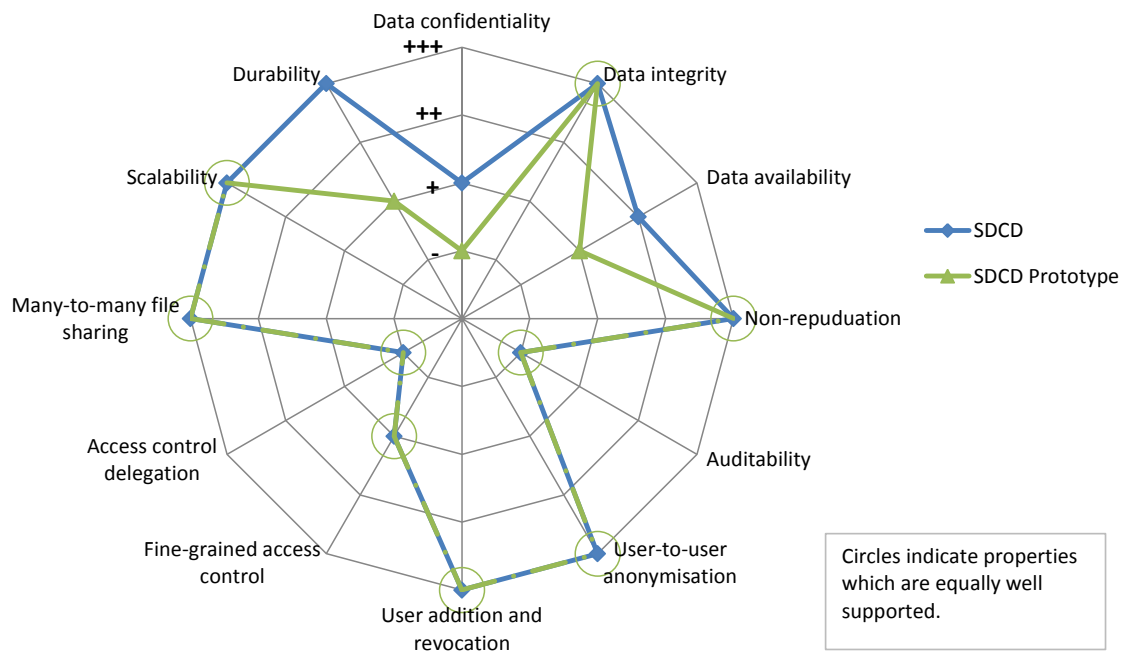 Data confidentiality
+++
Durability
Data integrity
++
Scalability
Data availability
+
SDCD
-
SDCD Prototype
Many-to-many file
sharing
Non-repuduation
Access control
delegation
Auditability
Fine-grained access
control
User-to-user
anonymisation
User addition and
revocation
Circles indicate properties
which are equally well
supported.